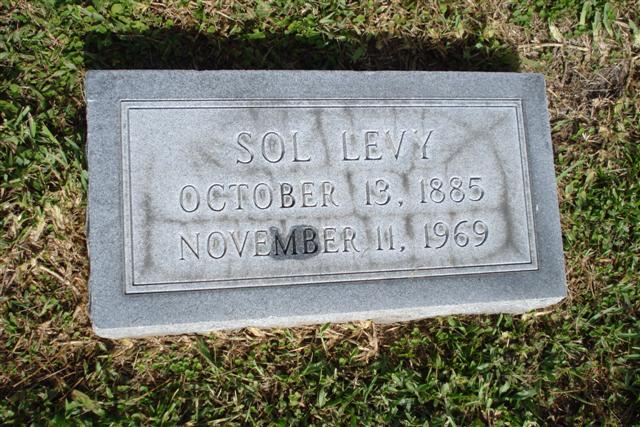 SOL LEVY
OCTOBER 13, 1885
NOVEMBER 11, 1969